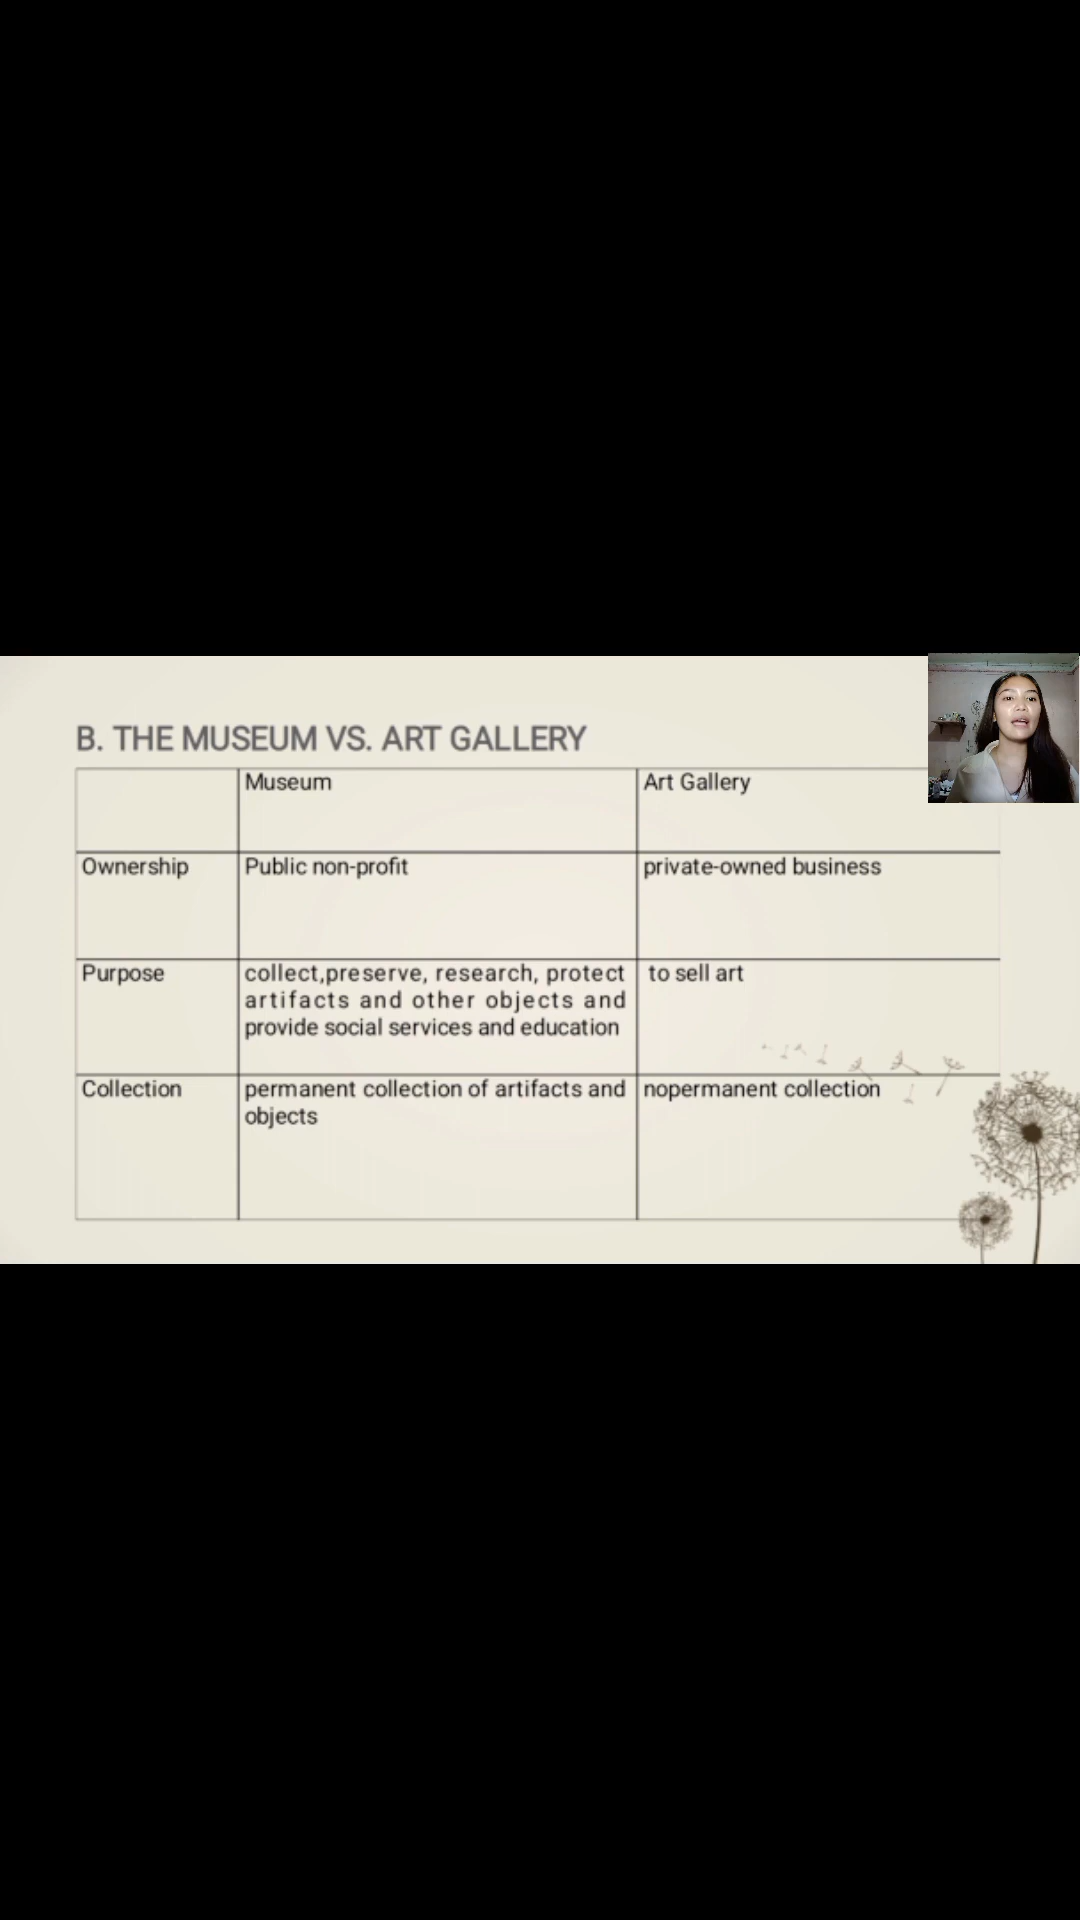 B. THE MUSEUM VS. ART GALLERY
Museum
Art Gallery
Ownership
Public non-profit
private-owned business
Purpose
collect,preserve, research, protect
artifacts and other objects and
provide social services and education
to sell art
Collection
permanent collection of artifacts and
objects
nopermanent collection